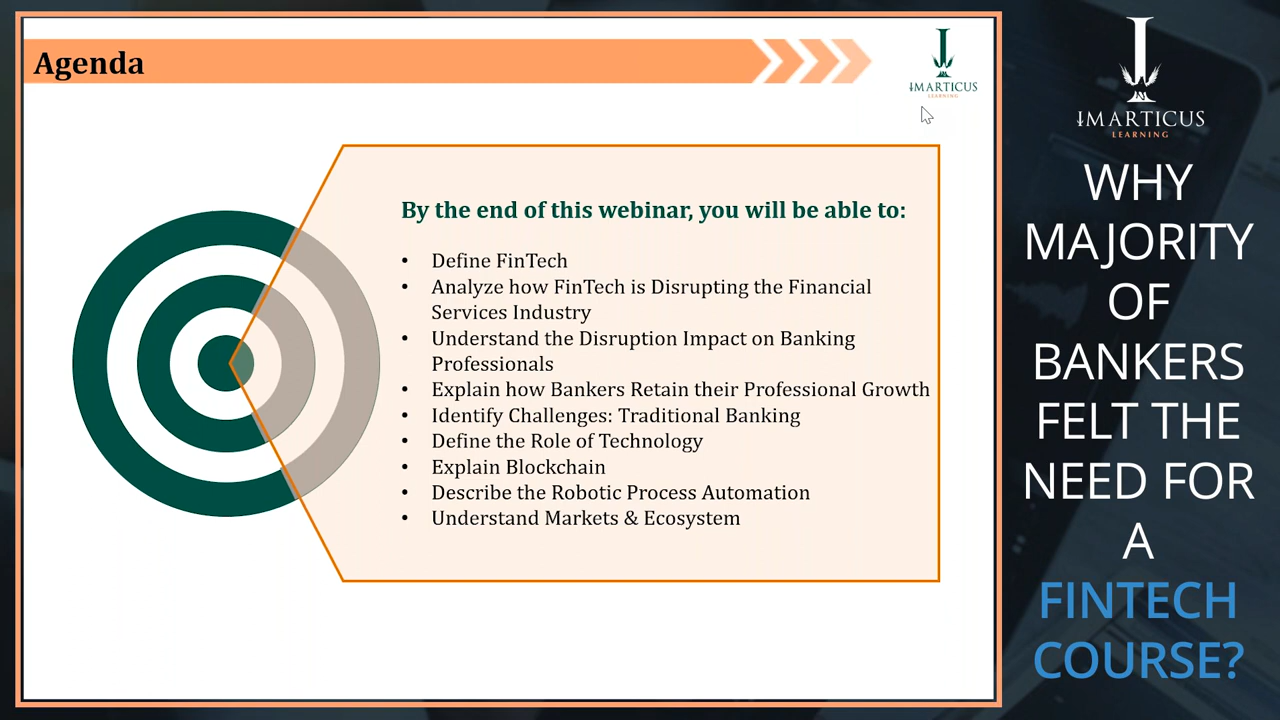 Agenda
IMARTICUS
LEARNING
By the end of this webinar, you will be able to:
• Define FinTech
• Analyze how FinTech is Disrupting the Financial
Services Industry
• Understand the Disruption Impact on Banking
Professionals
• Explain how Bankers Retain their Professional Growth
• Identify Challenges: Traditional Banking
• Define the Role of Technology
• Explain Blockchain
• Describe the Robotic Process Automation
• Understand Markets & Ecosystem
IMARTICUS
LEARNING
WHY
MAJORITY
OF
BANKERS
FELT THE
NEED FOR
A
FINTECH
COURSE?